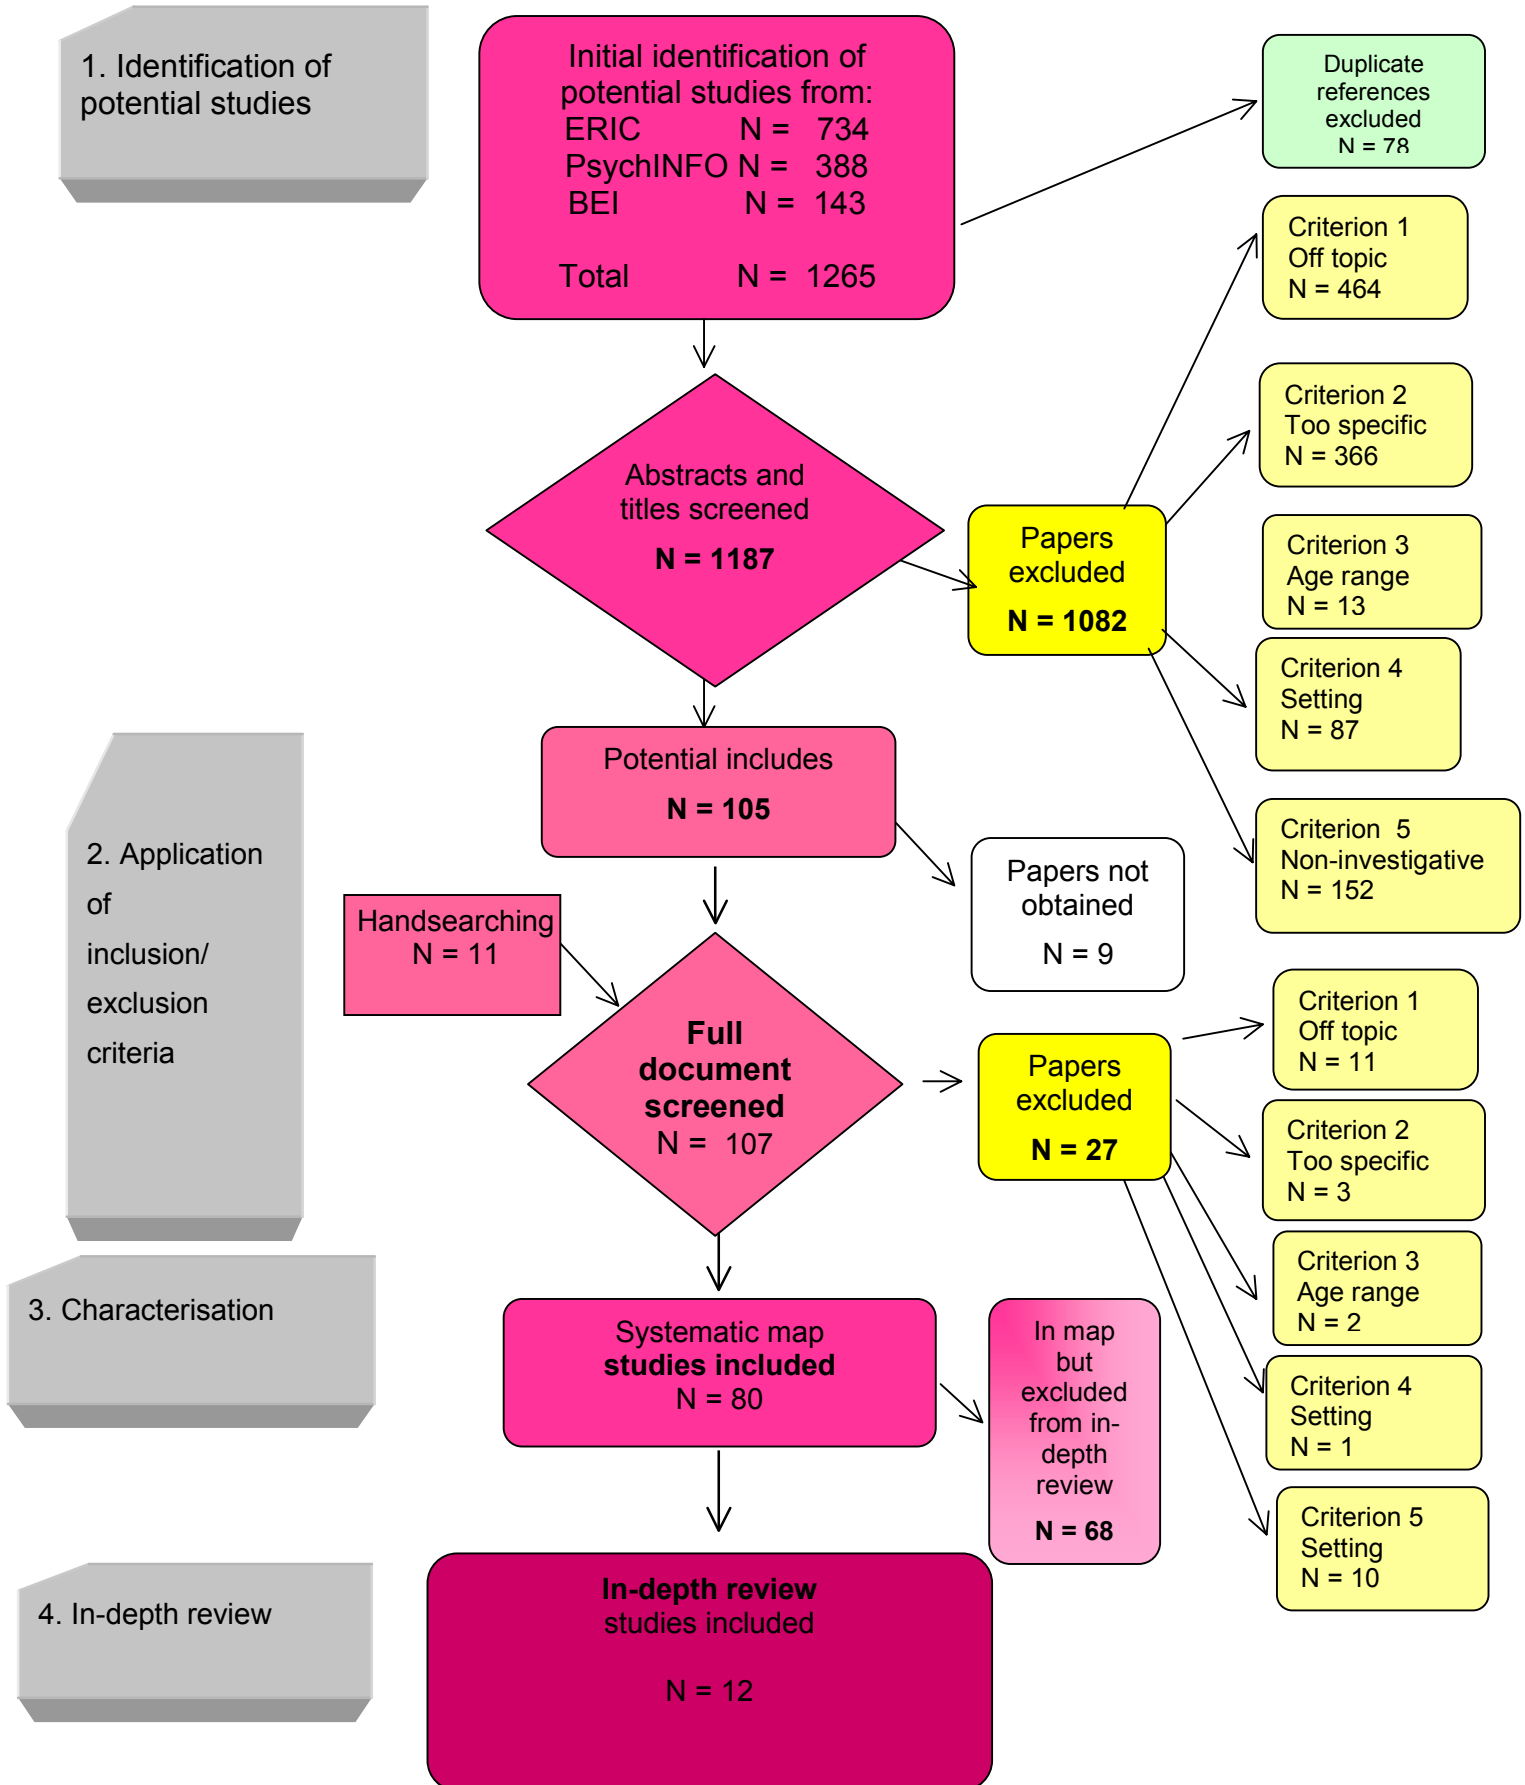 1. Identification of
potential studies
Initial identification of
potential studies from:
ERIC N = 734
PsychINFO N = 388
BEI N = 143
Total N = 1265
Duplicate
references
excluded
N = 78
Criterion 1
Off topic
N = 464
Criterion 2
Too specific
N = 366
Criterion 3
Age range
N = 13
Criterion 4
Setting
N = 87
Criterion 5
Non-investigative
N = 152
Abstracts and
titles screened
N = 1187
Papers
excluded
N = 1082
2. Application
of
inclusion/
exclusion
criteria
Potential includes
N = 105
Papers not
obtained
N = 9
Handsearching
N = 11
Full
document
screened
N = 107
Papers
excluded
N = 27
Criterion 1
Off topic
N = 11
Criterion 2
Too specific
N = 3
Criterion 3
Age range
N = 2
Criterion 4
Setting
N = 1
Criterion 5
Setting
N = 10
3. Characterisation
Systematic map
studies included
N = 80
In map
but
excluded
from in-
depth
review
N = 68
4. In-depth review
In-depth review
studies included
N = 12